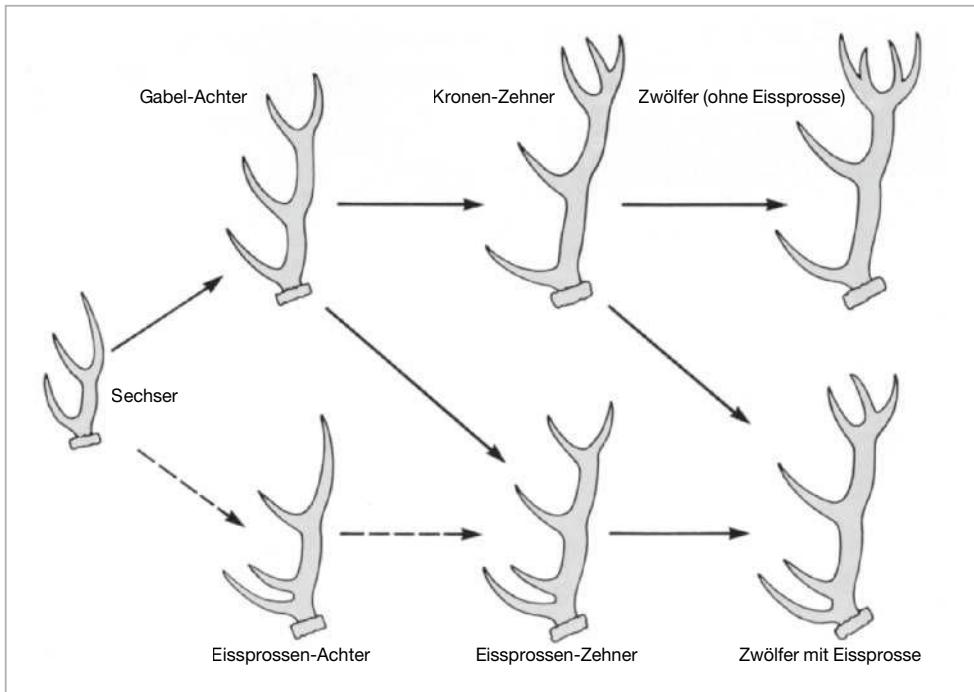 Gabel-Achter
Kronen-Zehner
Zwölfer (ohne Eissprosse)
Sechser
Eissprossen-Achter
Eissprossen-Zehner
Zwölfer mit Eissprosse